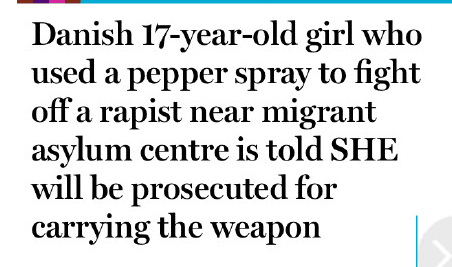 Danish 17-year-old girl who
used a pepper spray to fight
off a rapist near migrant
asylum centre is told SHE
will be prosecuted for
carrying the weapon